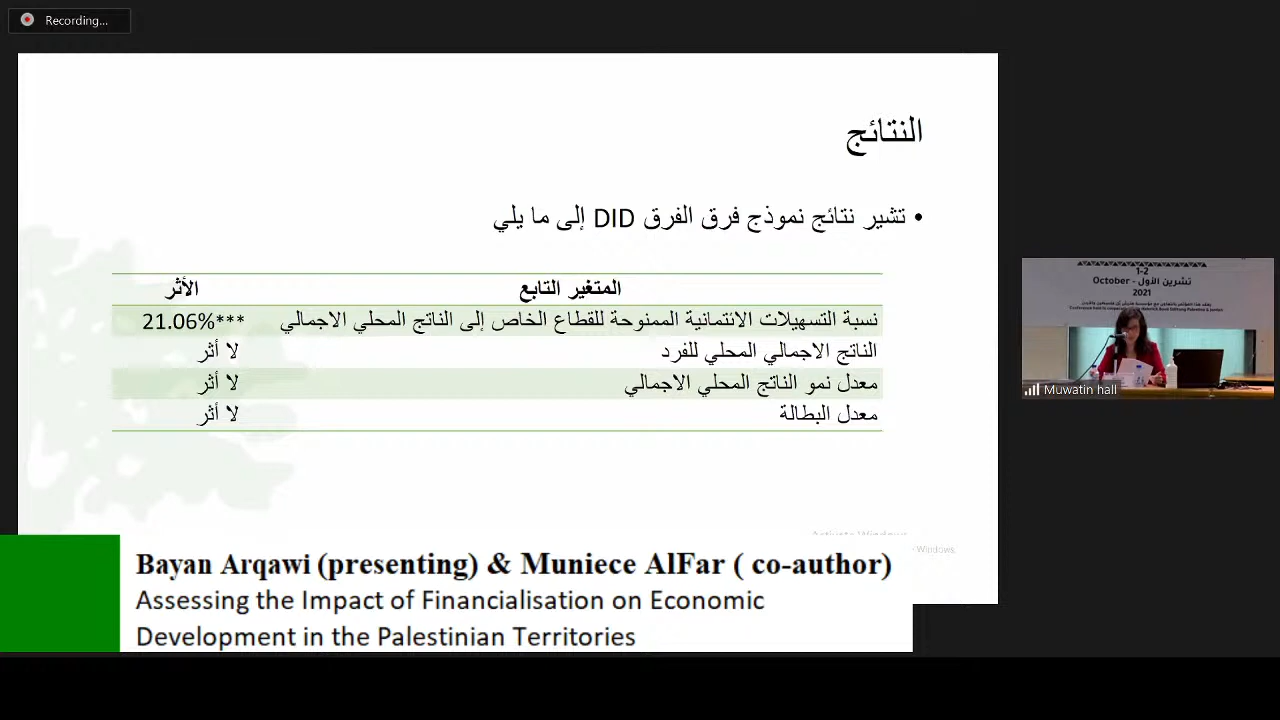 Recording...
النتائج
• تشير نتائج نموذج فرق الفرق DID إلى ما يلي
المتغير التابع الأثر
نسبة التسهيلات الائتمانية الممنوحة للقطاع الخاص إلى الناتج المحلي الاجمالي 21.06%***
الناتج الاجمالي المحلي للفرد لا أثر
معدل نمو الناتج المحلي الاجمالي لا أثر
معدل البطالة لا أثر
1-2
تشرين الأول - October
2021
Muwatin hall
Windows.
Bayan Arqawi (presenting) & Muniece AlFar ( co-author)
Assessing the Impact of Financialisation on Economic
Development in the Palestinian Territories